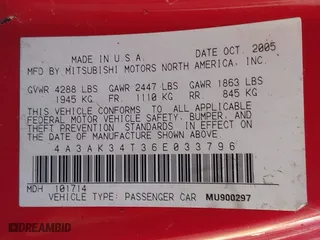 MADE IN U.S.A. DATE OCT. 2005
MFD BY MITSUBISHI MOTORS NORTH AMERICA, INC.
GVWR 4288 LBS GAWR 2447 LBS GAWR 1863 LBS
1945 KG. FR. 1110 KG RR. 845 KG.
THIS VEHICLE CONFORMS TO ALL APPLICABLE
FEDERAL MOTOR VEHICLE SAFETY, BUMPER, AND
THEFT PREVENTION STANDARDS IN EFFECT ON
THE DATE OF MANUFACTURE SHOWN ABOVE.
4A3AK34T36E033796
MDH 101714
VEHICLE TYPE: PASSENGER CAR MU900297
DREAMBID